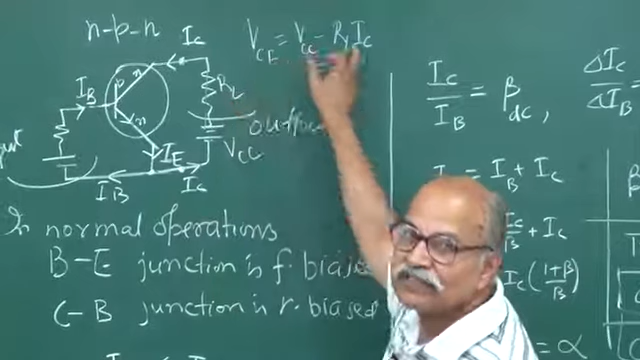 n-p-n
I_C
V_CE = V_CC - R_L I_C
I_B
p n
n
R_L
output
I_E
V_CC
I_B
I_C
In normal operations
B-E junction is f. biased
C-B junction is r. biased
I_C / I_B = β_dc,
ΔI_C / ΔI_B =
= I_B + I_C
+ I_C
I_C (1+β / β)
= α